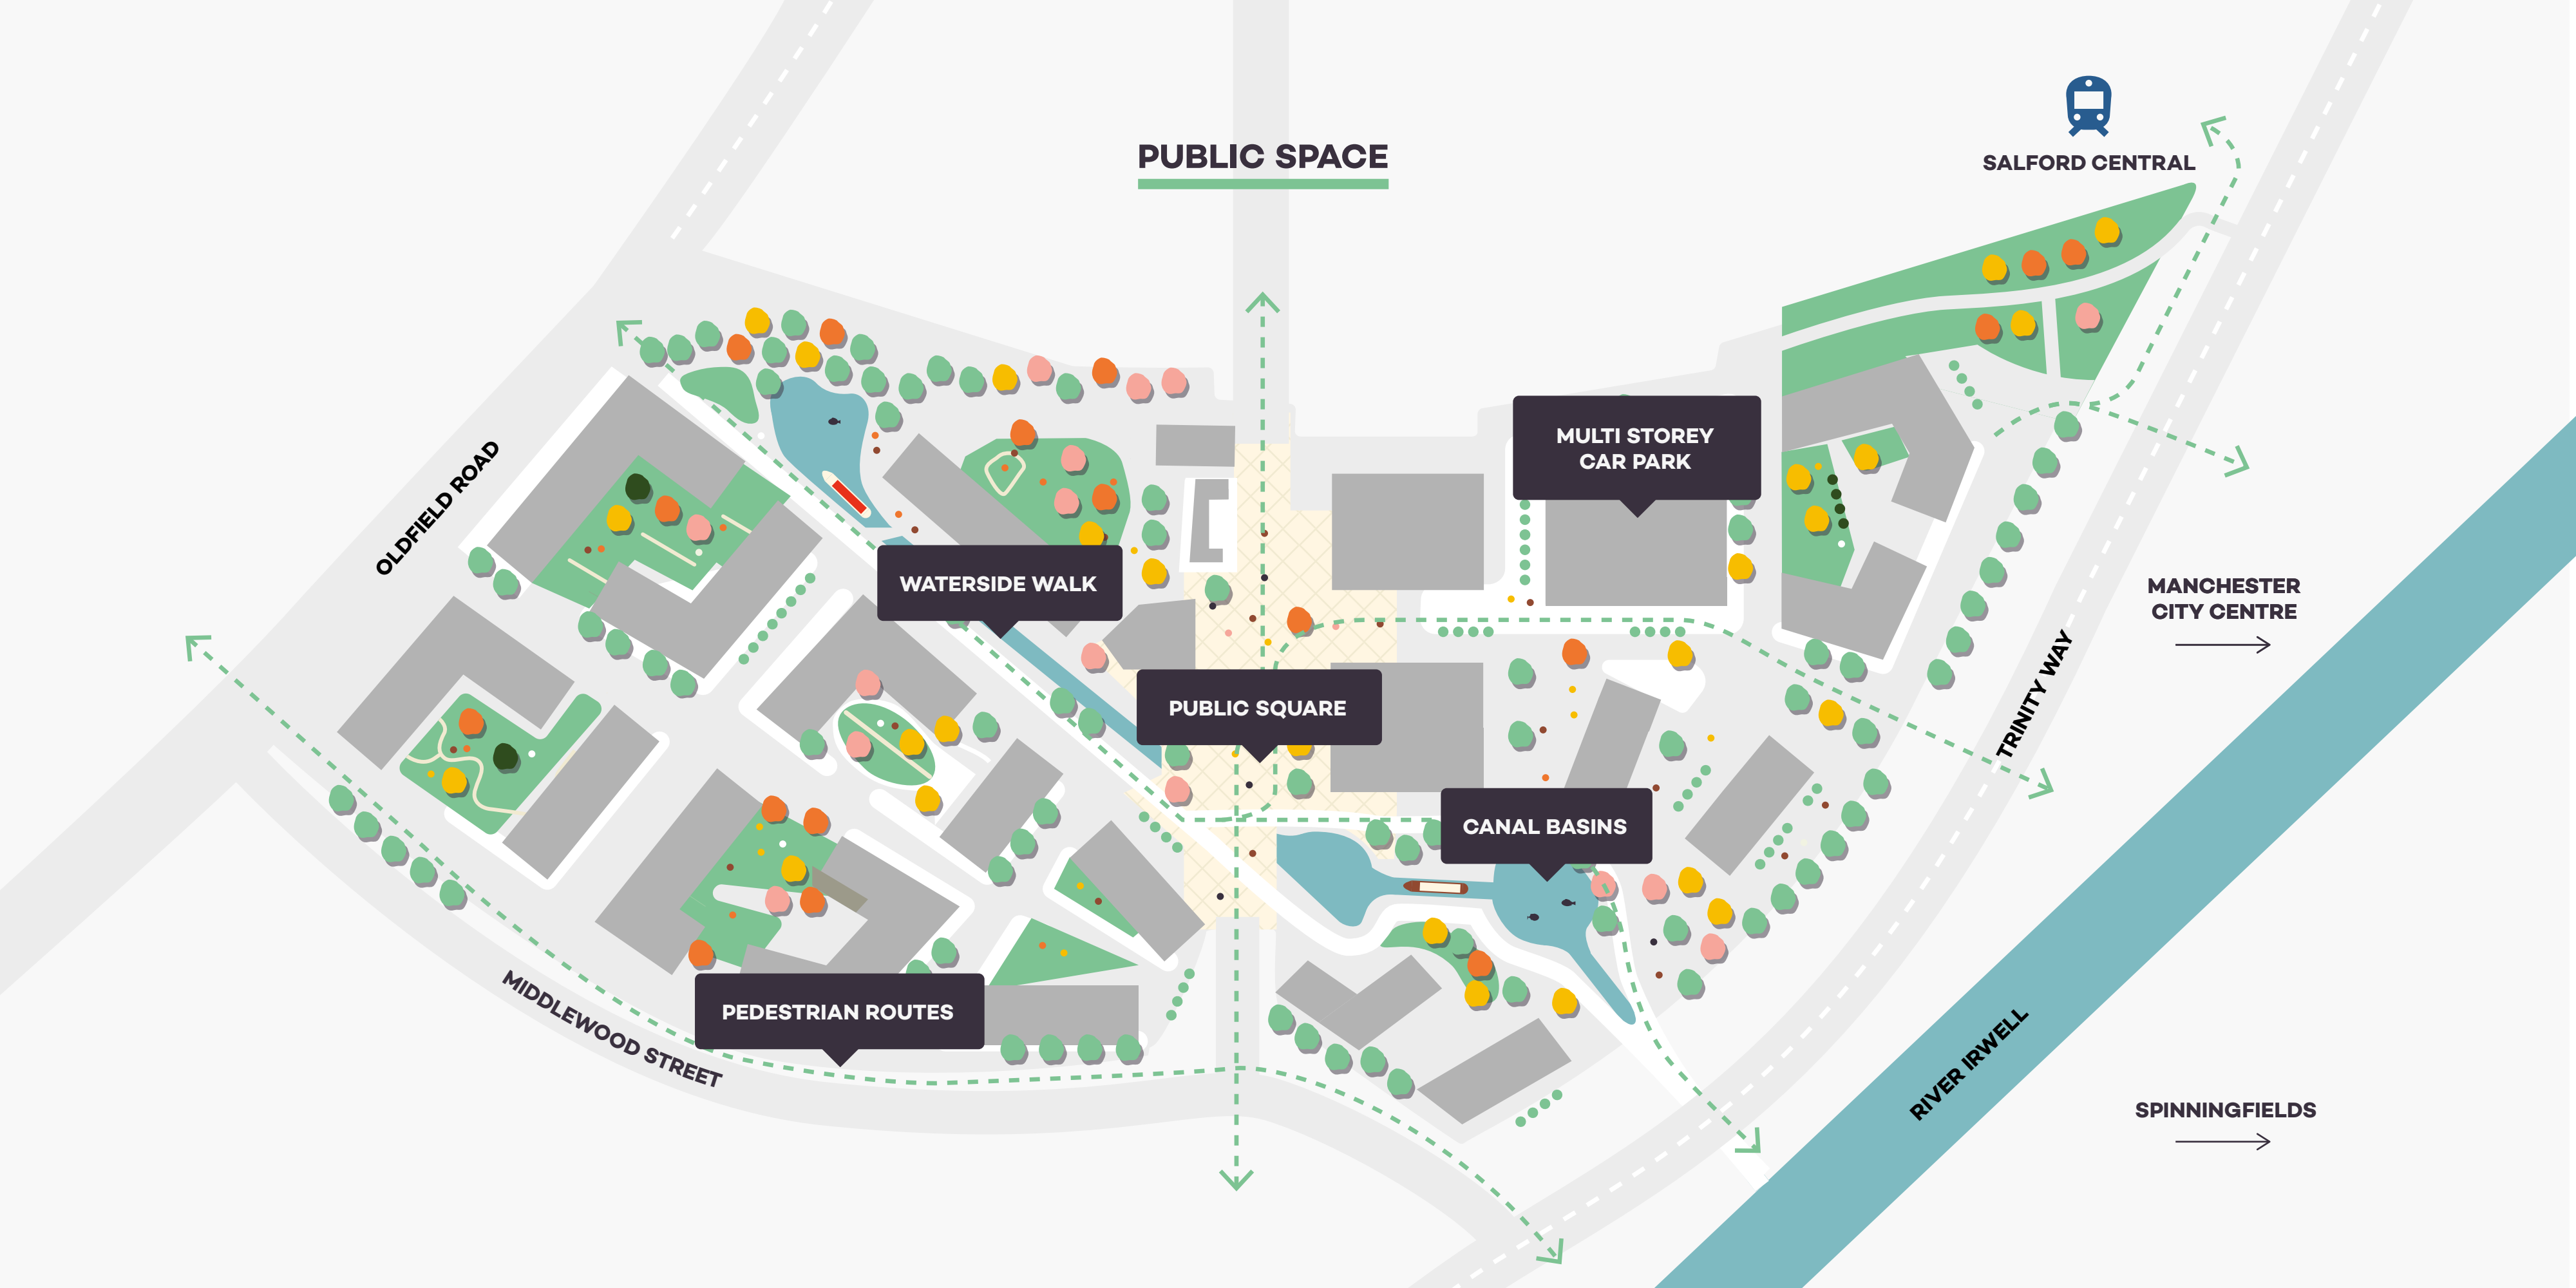 PUBLIC SPACE
SALFORD CENTRAL
MULTI STOREY
CAR PARK
OLDFIELD ROAD
WATERSIDE WALK
MANCHESTER
CITY CENTRE
TRINITY WAY
PUBLIC SQUARE
CANAL BASINS
PEDESTRIAN ROUTES
MIDDLEWOOD STREET
RIVER IRWELL
SPINNINGFIELDS